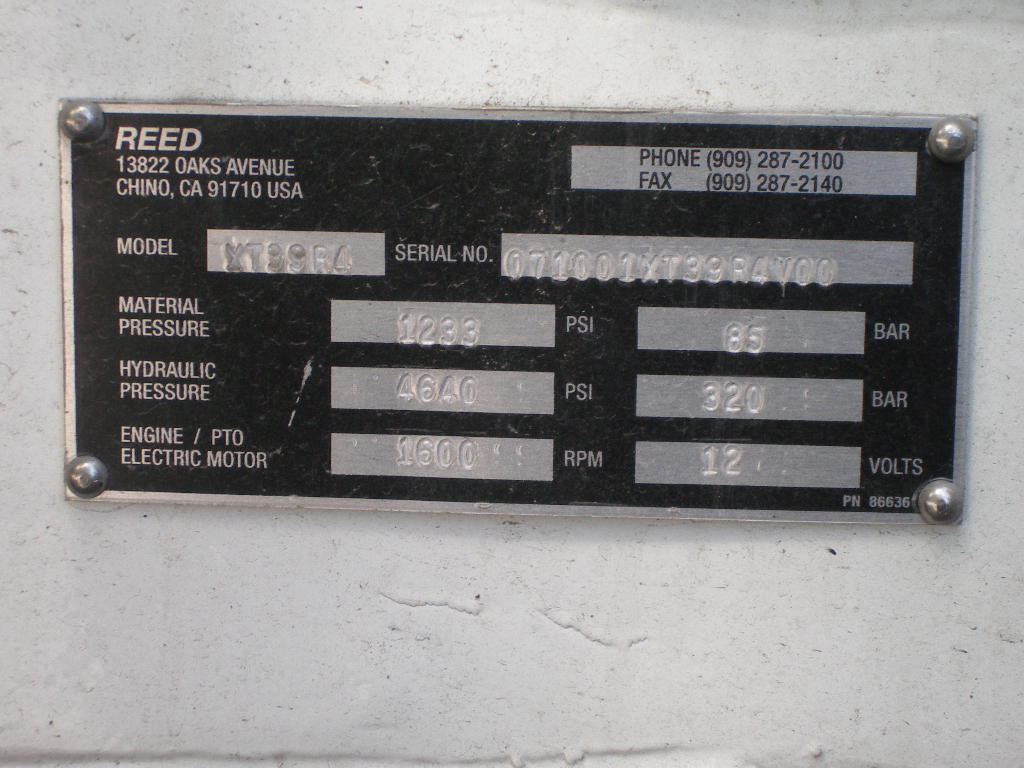 REED
13822 OAKS AVENUE
CHINO, CA 91710 USA
PHONE (909) 287-2100
FAX (909) 287-2140
MODEL XT39R4 SERIAL NO. 071001XT39R4V00
MATERIAL PRESSURE 1233 PSI 85 BAR
HYDRAULIC PRESSURE 4640 PSI 320 BAR
ENGINE / PTO
ELECTRIC MOTOR 1600 RPM 12 VOLTS
PN 86636